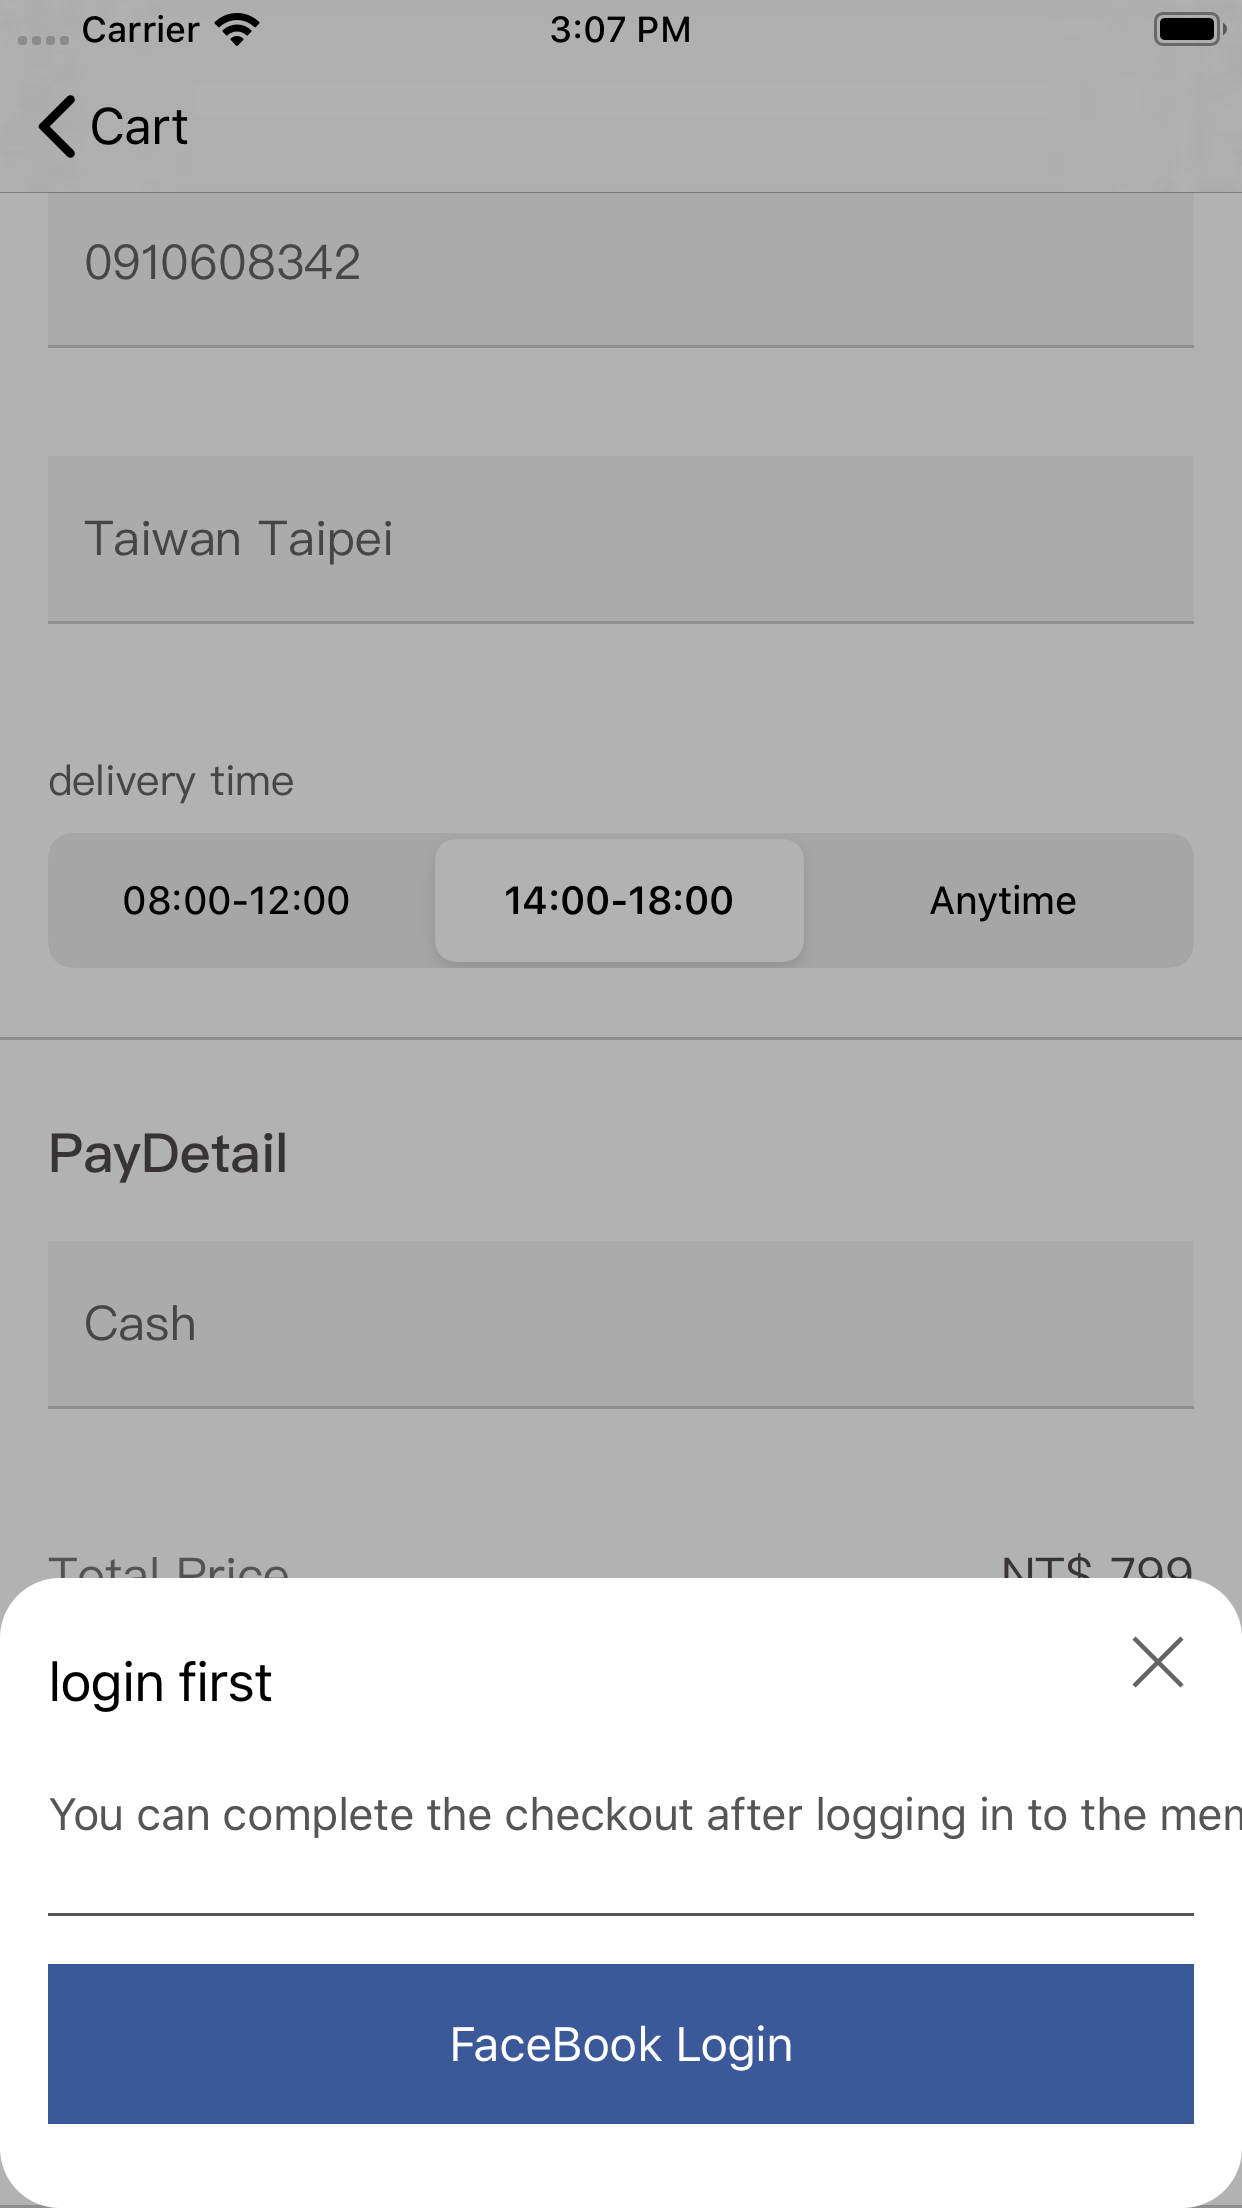 Carrier 3:07 PM
Cart
0910608342
Taiwan Taipei
delivery time
08:00-12:00 14:00-18:00 Anytime
PayDetail
Cash
Total Price NT$ 799
login first
You can complete the checkout after logging in to the
FaceBook Login